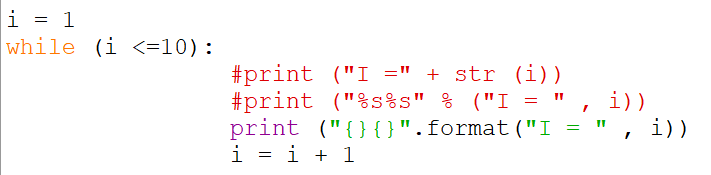 i = 1
while (i <=10):
#print ("I =" + str (i))
#print ("%s%s" % ("I = " , i))
print ("{}{}".format("I = " , i))
i = i + 1